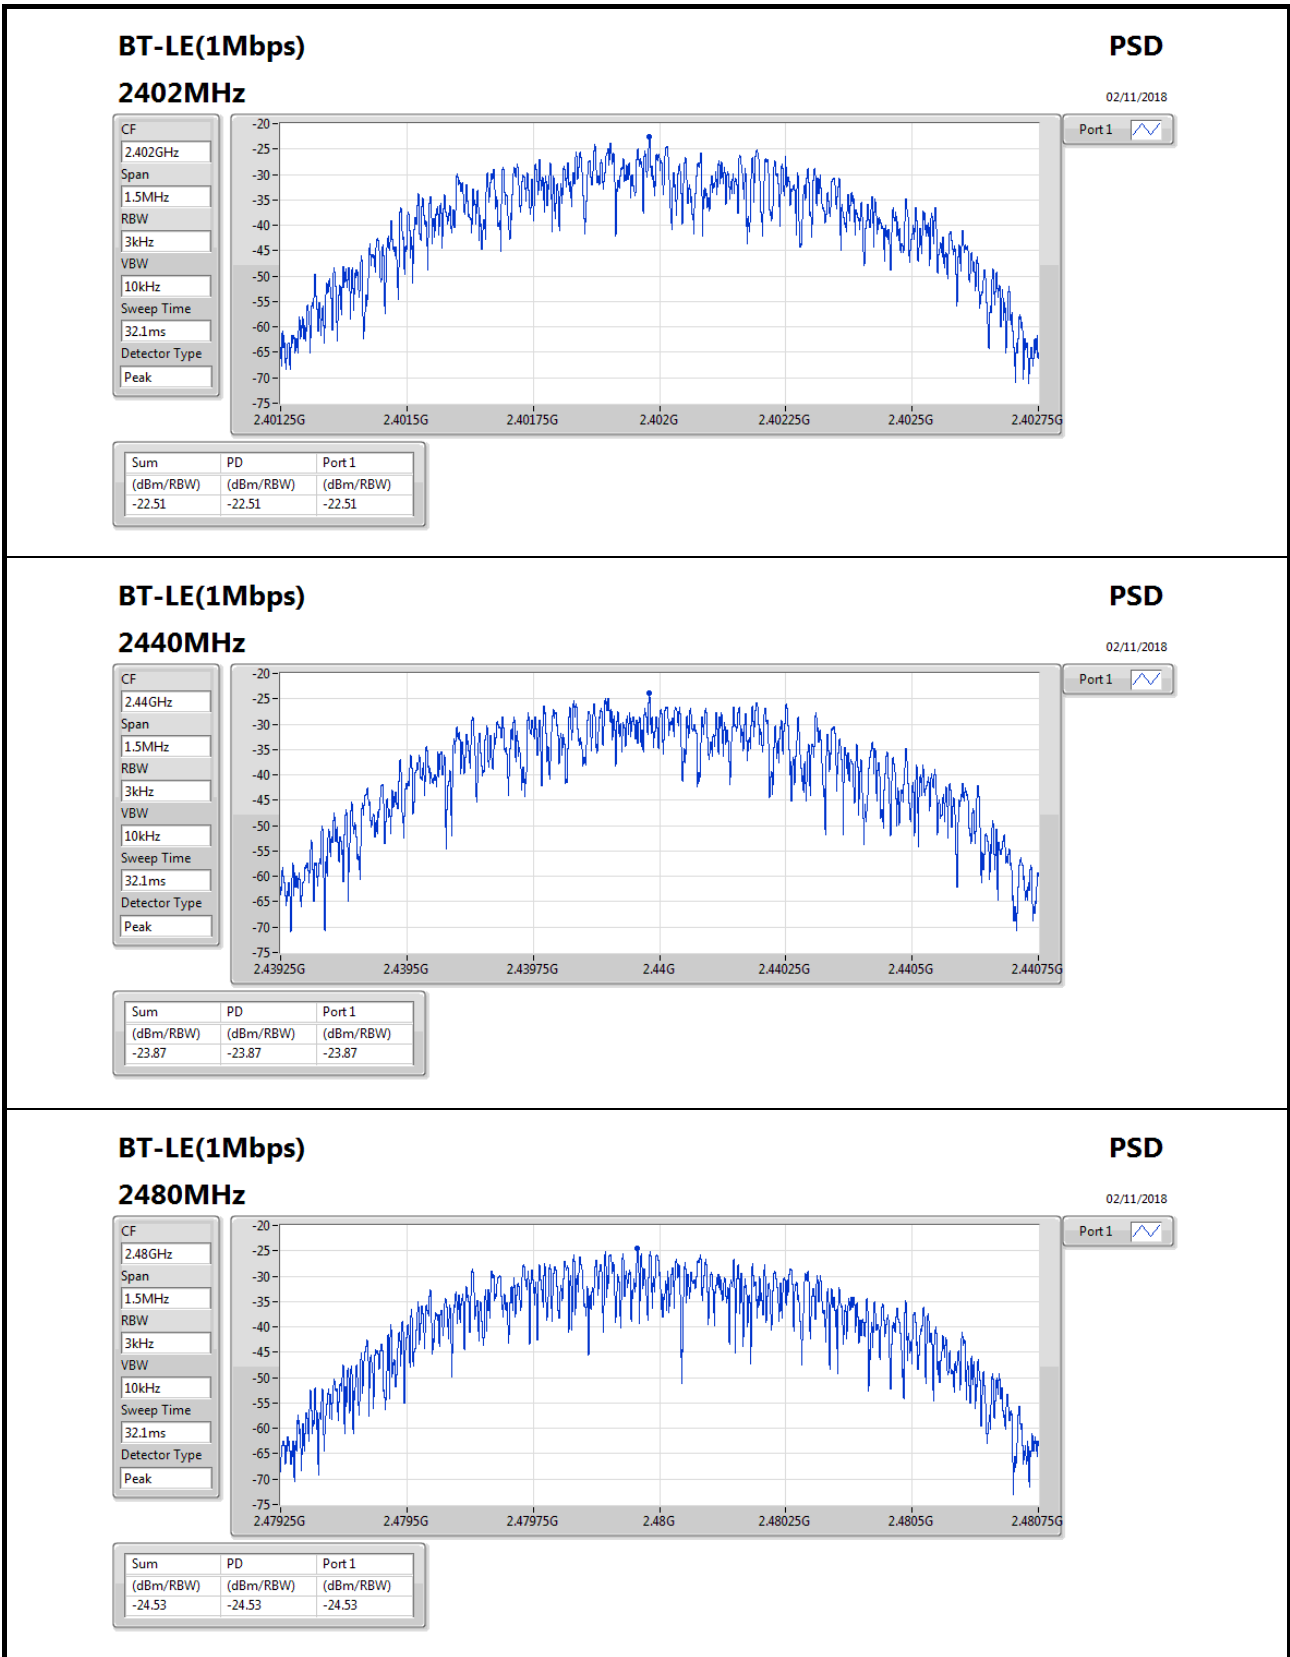 BT-LE(1Mbps)
PSD
2402MHz
02/11/2018
CF
2.402GHz
Span
1.5MHz
RBW
3kHz
VBW
10kHz
Sweep Time
32.1ms
Detector Type
Peak
-20
-25
-30
-35
-40
-45
-50
-55
-60
-65
-70
-75
2.40125G 2.4015G 2.40175G 2.402G 2.40225G 2.4025G 2.40275G
Port 1
Sum PD Port 1
(dBm/RBW) (dBm/RBW) (dBm/RBW)
-22.51 -22.51 -22.51
BT-LE(1Mbps)
PSD
2440MHz
02/11/2018
CF
2.44GHz
Span
1.5MHz
RBW
3kHz
VBW
10kHz
Sweep Time
32.1ms
Detector Type
Peak
-20
-25
-30
-35
-40
-45
-50
-55
-60
-65
-70
-75
2.43925G 2.4395G 2.43975G 2.44G 2.44025G 2.4405G 2.44075G
Port 1
Sum PD Port 1
(dBm/RBW) (dBm/RBW) (dBm/RBW)
-23.87 -23.87 -23.87
BT-LE(1Mbps)
PSD
2480MHz
02/11/2018
CF
2.48GHz
Span
1.5MHz
RBW
3kHz
VBW
10kHz
Sweep Time
32.1ms
Detector Type
Peak
-20
-25
-30
-35
-40
-45
-50
-55
-60
-65
-70
-75
2.47925G 2.4795G 2.47975G 2.48G 2.48025G 2.4805G 2.48075G
Port 1
Sum PD Port 1
(dBm/RBW) (dBm/RBW) (dBm/RBW)
-24.53 -24.53 -24.53